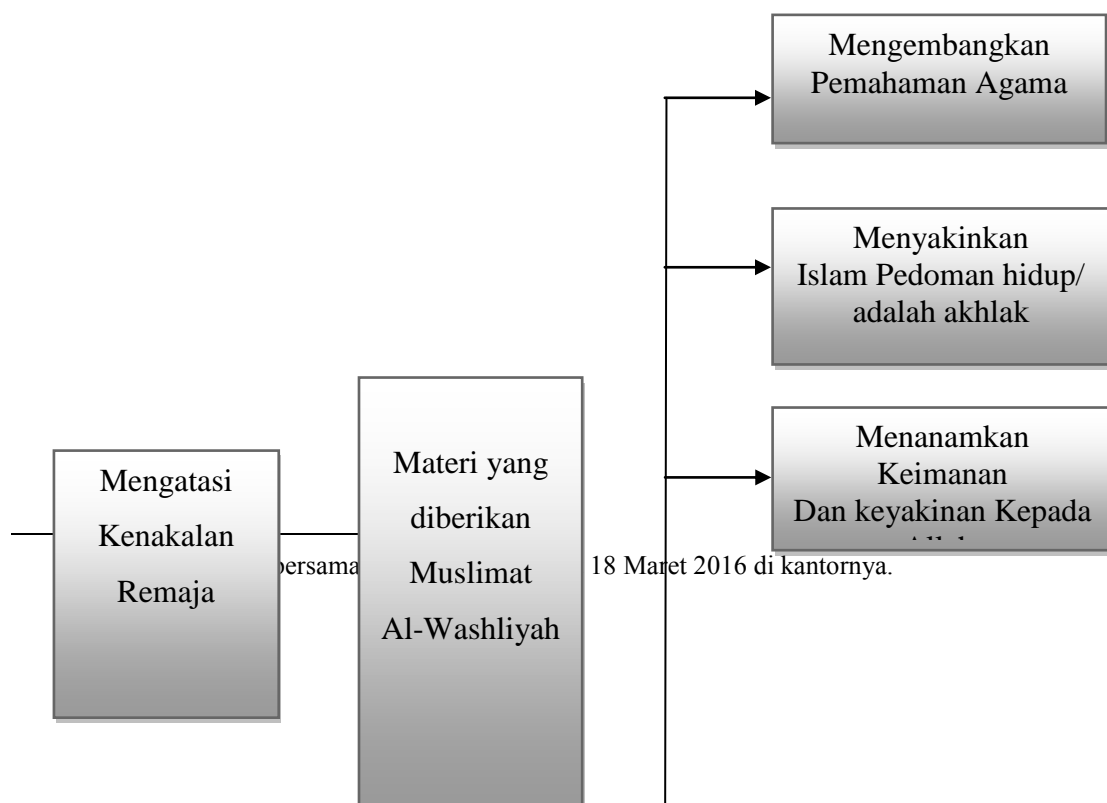 Mengembangkan
Pemahaman Agama
Menyakinkan
Islam Pedoman hidup/
adalah akhlak
Menanamkan
Keimanan
Dan keyakinan Kepada
Mengatasi
Kenakalan
Remaja
Materi yang
diberikan
Muslimat
Al-Washliyah
bersama 18 Maret 2016 di kantornya.